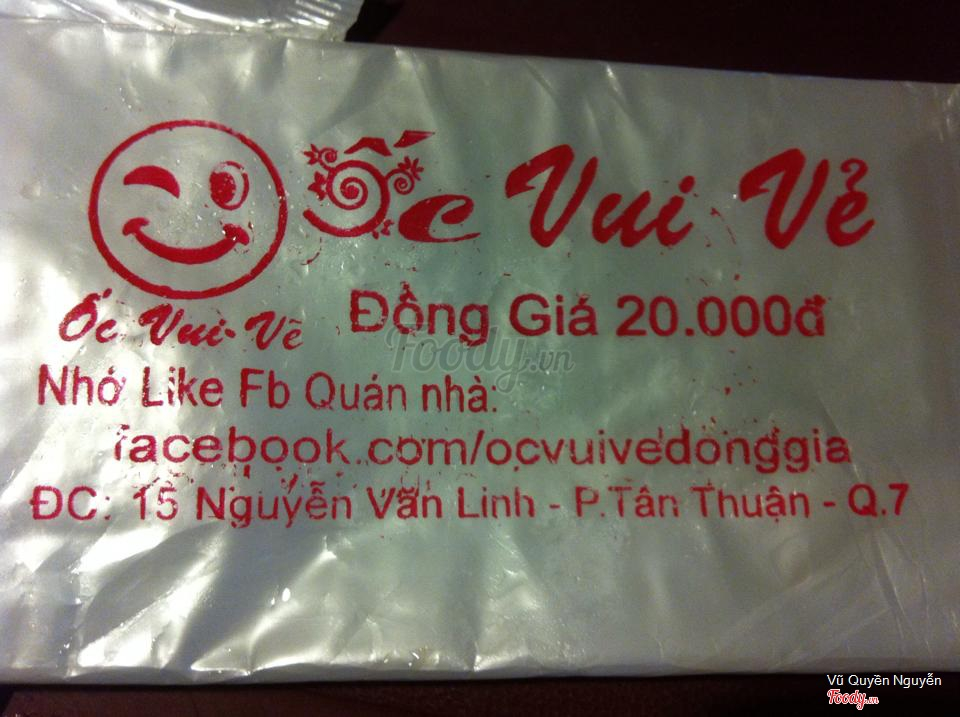 Ốc Vui Vẻ
Ốc Vui Vẻ
Đồng Giá 20.000đ
Foody.vn
Nhớ Like Fb Quán nhà:
facebook.com/ocvuivedonggia
ĐC: 15 Nguyễn Văn Linh - P.Tân Thuận - Q.7
Vũ Quyền Nguyễn
Foody.vn